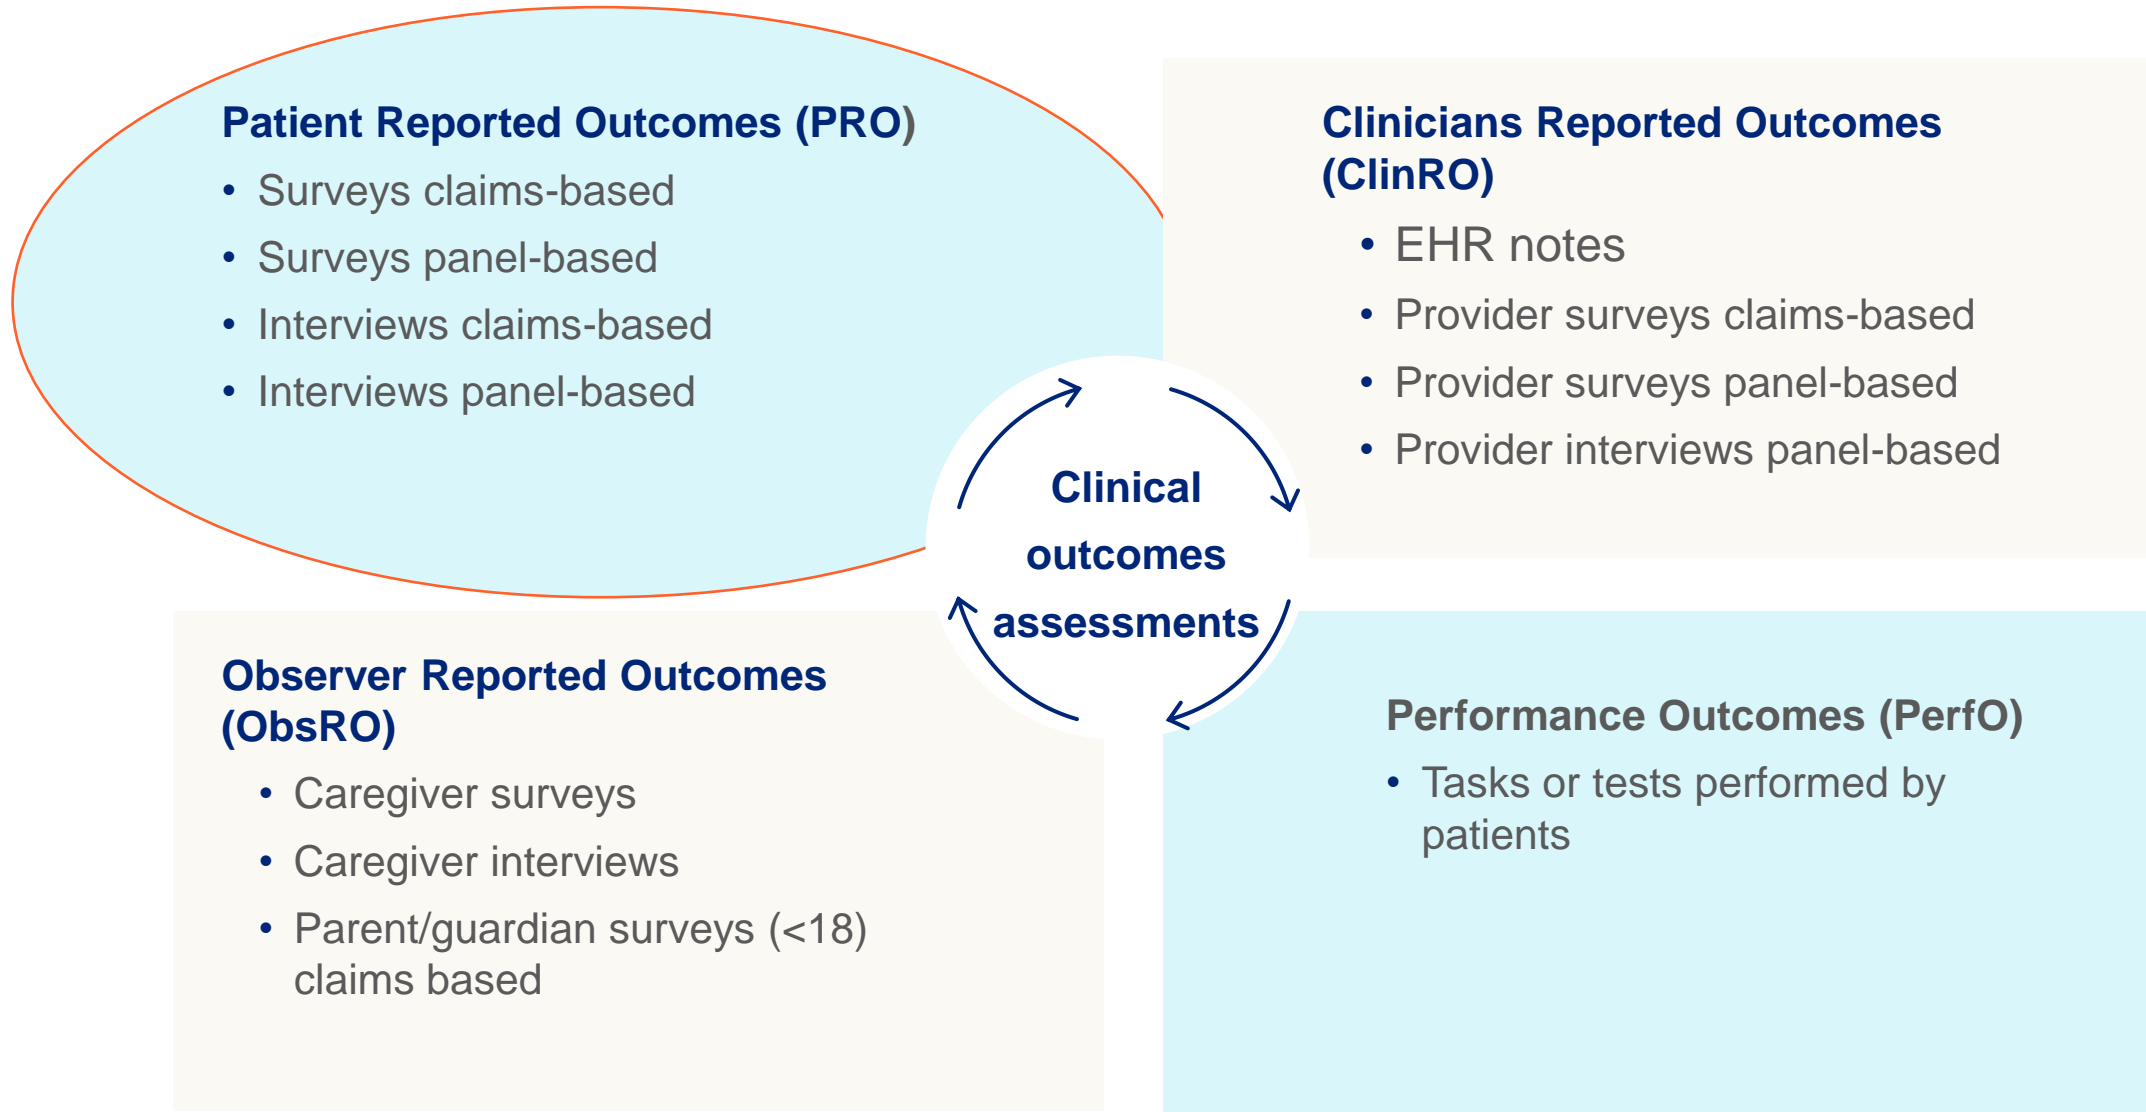 Patient Reported Outcomes (PRO)
• Surveys claims-based
• Surveys panel-based
• Interviews claims-based
• Interviews panel-based
Clinicians Reported Outcomes
(ClinRO)
• EHR notes
• Provider surveys claims-based
• Provider surveys panel-based
• Provider interviews panel-based
Clinical
outcomes
assessments
Observer Reported Outcomes
(ObsRO)
• Caregiver surveys
• Caregiver interviews
• Parent/guardian surveys (<18)
claims based
Performance Outcomes (PerfO)
• Tasks or tests performed by
patients